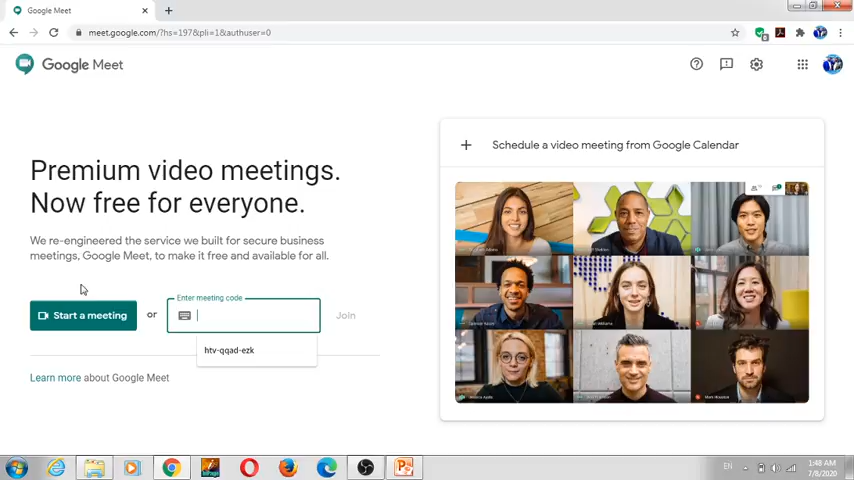 Google Meet
meet.google.com/?hs=197&pli=1&authuser=0
Google Meet
Premium video meetings.
Now free for everyone.
We re-engineered the service we built for secure business
meetings, Google Meet, to make it free and available for all.
Start a meeting
or
Enter meeting code
Join
htv-qqad-ezk
Learn more about Google Meet
Schedule a video meeting from Google Calendar
EN
1:48 AM
7/8/2020